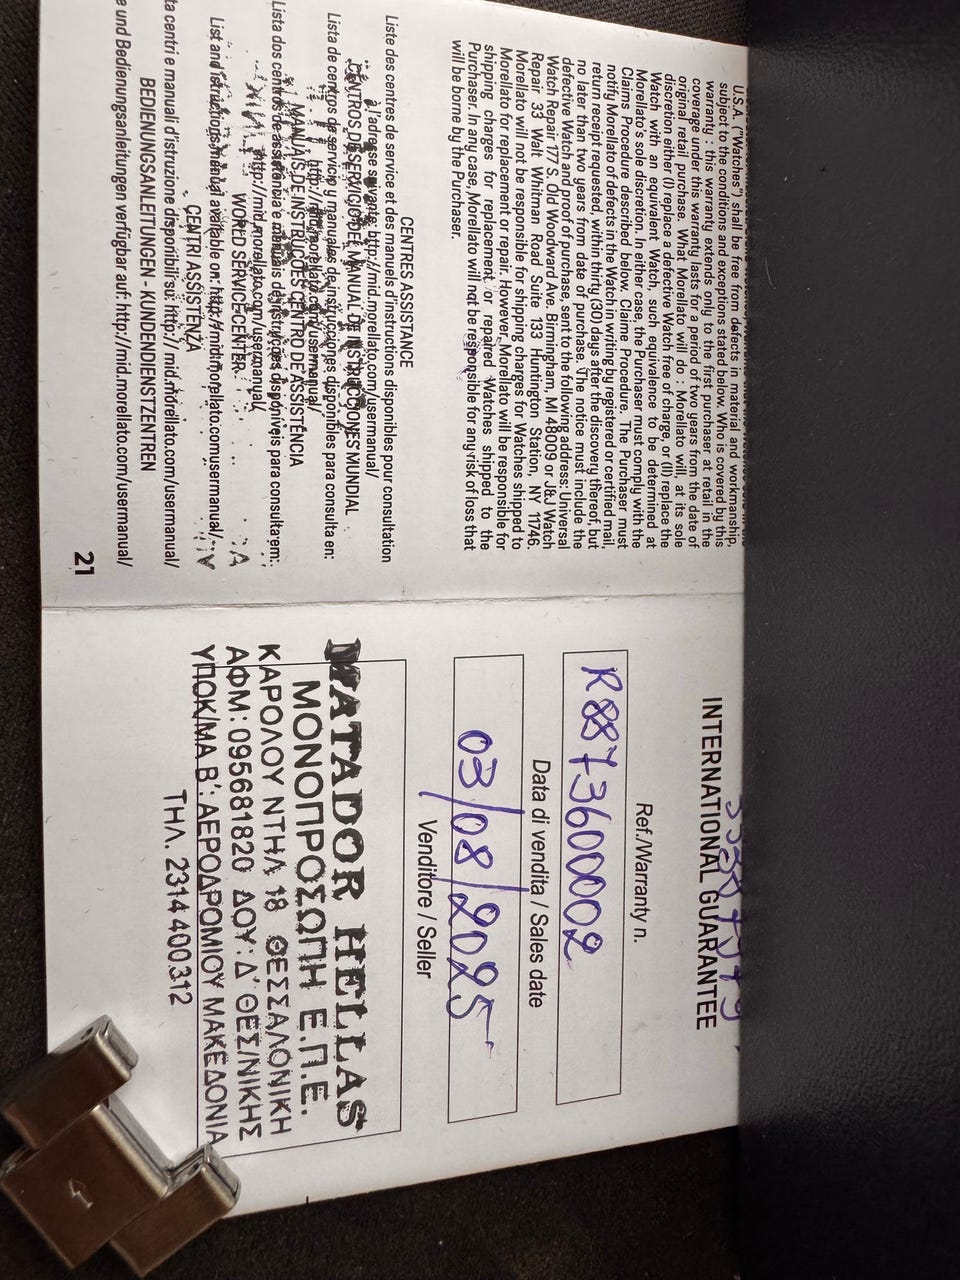 U.S.A. ("Watches") shall be free from defects in material and workmanship,
subject to the conditions and exceptions stated below. Who is covered by this
warranty : this warranty extends only to the first purchaser at retail in the
coverage under this warranty lasts for a period of two years from the date of
original retail purchase. What Morellato will do : Morellato will, at its sole
discretion either (I) replace a defective Watch free of charge, or (II) replace the
Watch with an equivalent Watch, such equivalence to be determined at
Morellato's sole discretion. In either case, the Purchaser must comply with the
Claims Procedure described below. Claime Procedure. The Purchaser must
notify Morellato of defects in the Watch in writing by registered or certified mail,
return receipt requested, within thirty (30) days after the discovery thereof, but
no later than two years from date of purchase. The notice must include the
defective Watch and proof of purchase, sent to the following address: Universal
Watch Repair 177 S. Old Woodward Ave. Birmingham, MI 48009 or J&J Watch
Repair 33 Walt Whitman Road Suite 133 Huntington Station, NY 11746.
Morellato will not be responsible for shipping charges for Watches shipped to
Morellato for replacement or repair. However, Morellato will be responsible for
shipping charges for replacement or repaired Watches shipped to the
Purchaser. In any case, Morellato will not be responsible for any risk of loss that
will be borne by the Purchaser.
CENTRES ASSISTANCE
Liste des centres de service et des manuels d'instructions disponibles pour consultation
à l'adresse suivante http://mid.morellato.com/usermanual/
CENTROS DE SERVICIO DEL MANUAL DE INSTRUCCIONES MUNDIAL
Lista de centros de servicio y manuales de instrucciones disponibles para consulta en:
http://mid.morellato.com/usermanual/
MANUAIS DE INSTRUÇÕES CENTRO DE ASSISTÊNCIA
Lista dos centros de assistência e manuais de instruções disponíveis para consulta em:
http://mid.morellato.com/usermanual/
WORLD SERVICE CENTER
List and istructions manual available on: http://mid.morellato.comusermanual/
CENTRI ASSISTENZA
ta centri e manuali d'istruzione disponibili su: http:// mid.morellato.com/usermanual/
BEDIENUNGSANLEITUNGEN - KUNDENDIENSTZENTREN
e und Bedienungsanleitungen verfügbar auf: http://mid.morellato.com/usermanual/
21
INTERNATIONAL GUARANTEE
Ref./Warranty n.
R8873600002
Data di vendita / Sales date
03/08/2025
Venditore / Seller
MATADOR HELLAS
ΜΟΝΟΠΡΟΣΩΠΗ Ε.Π.Ε.
ΚΑΡΟΛΟΥ ΝΤΗΛ 18 ΘΕΣΣΑΛΟΝΙΚΗ
ΑΦΜ: 095681820 ΔΟΥ: Δ' ΘΕΣ/ΝΙΚΗΣ
ΥΠΟΚ/ΜΑ Β': ΑΕΡΟΔΡΟΜΙΟΥ ΜΑΚΕΔΟΝΙΑ
ΤΗΛ. 2314 400312